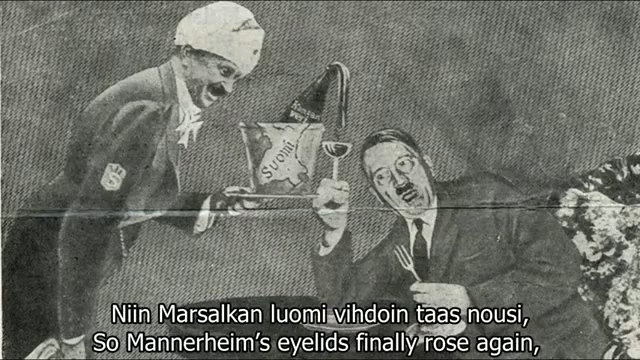 Suomi
Niin Marsalkan luomi vihdoin taas nousi,
So Mannerheim's eyelids finally rose again,